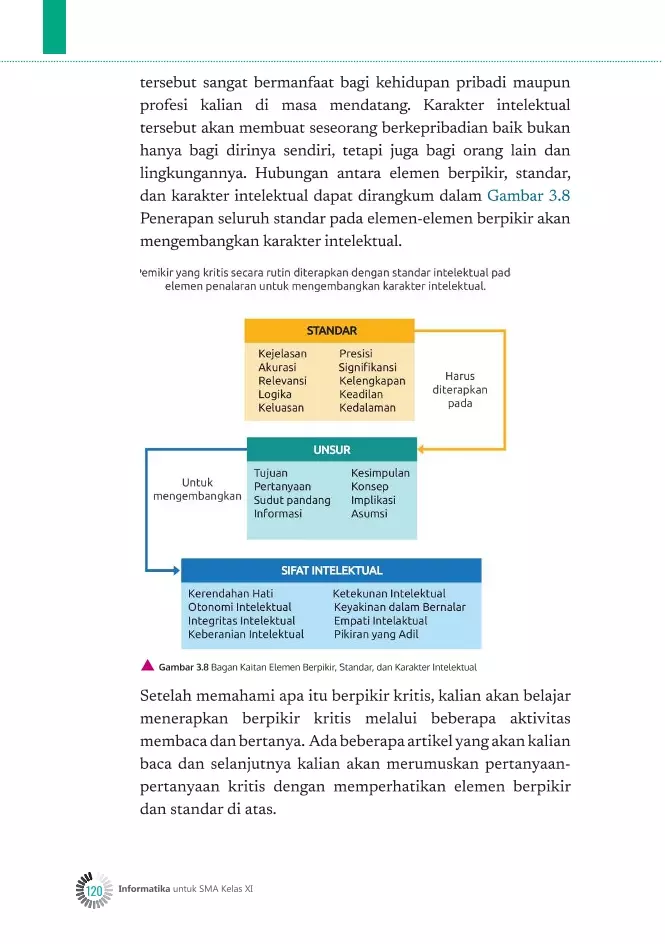 tersebut sangat bermanfaat bagi kehidupan pribadi maupun
profesi kalian di masa mendatang. Karakter intelektual
tersebut akan membuat seseorang berkepribadian baik bukan
hanya bagi dirinya sendiri, tetapi juga bagi orang lain dan
lingkungannya. Hubungan antara elemen berpikir, standar,
dan karakter intelektual dapat dirangkum dalam Gambar 3.8
Penerapan seluruh standar pada elemen-elemen berpikir akan
mengembangkan karakter intelektual.
emikir yang kritis secara rutin diterapkan dengan standar intelektual pad
elemen penalaran untuk mengembangkan karakter intelektual.
STANDAR
Kejelasan Presisi
Akurasi Signifikansi
Relevansi Kelengkapan
Logika Keadilan
Keluasan Kedalaman
Harus
diterapkan
pada
UNSUR
Tujuan Kesimpulan
Pertanyaan Konsep
Sudut pandang Implikasi
Informasi Asumsi
Untuk
mengembangkan
SIFAT INTELEKTUAL
Kerendahan Hati Ketekunan Intelektual
Otonomi Intelektual Keyakinan dalam Bernalar
Integritas Intelektual Empati Intelaktual
Keberanian Intelektual Pikiran yang Adil
Gambar 3.8 Bagan Kaitan Elemen Berpikir, Standar, dan Karakter Intelektual
Setelah memahami apa itu berpikir kritis, kalian akan belajar
menerapkan berpikir kritis melalui beberapa aktivitas
membaca dan bertanya. Ada beberapa artikel yang akan kalian
baca dan selanjutnya kalian akan merumuskan pertanyaan-
pertanyaan kritis dengan memperhatikan elemen berpikir
dan standar di atas.
120 Informatika untuk SMA Kelas XI